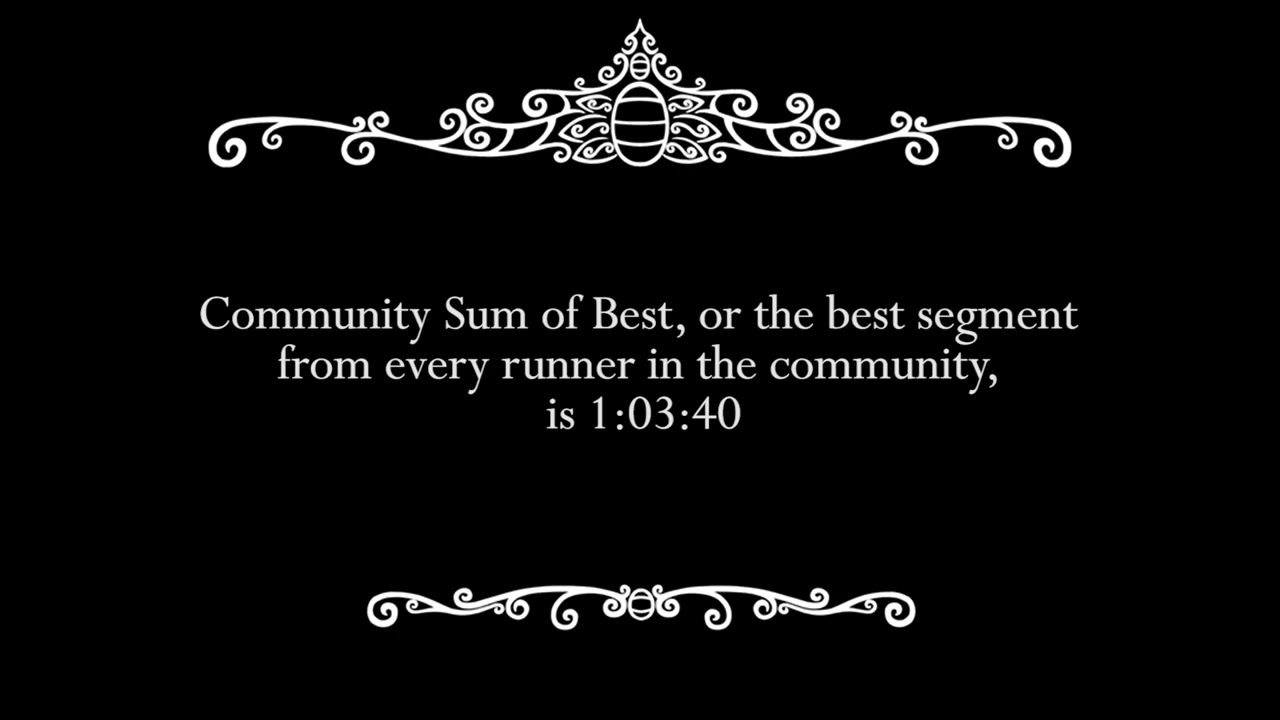 Community Sum of Best, or the best segment
from every runner in the community,
is 1:03:40